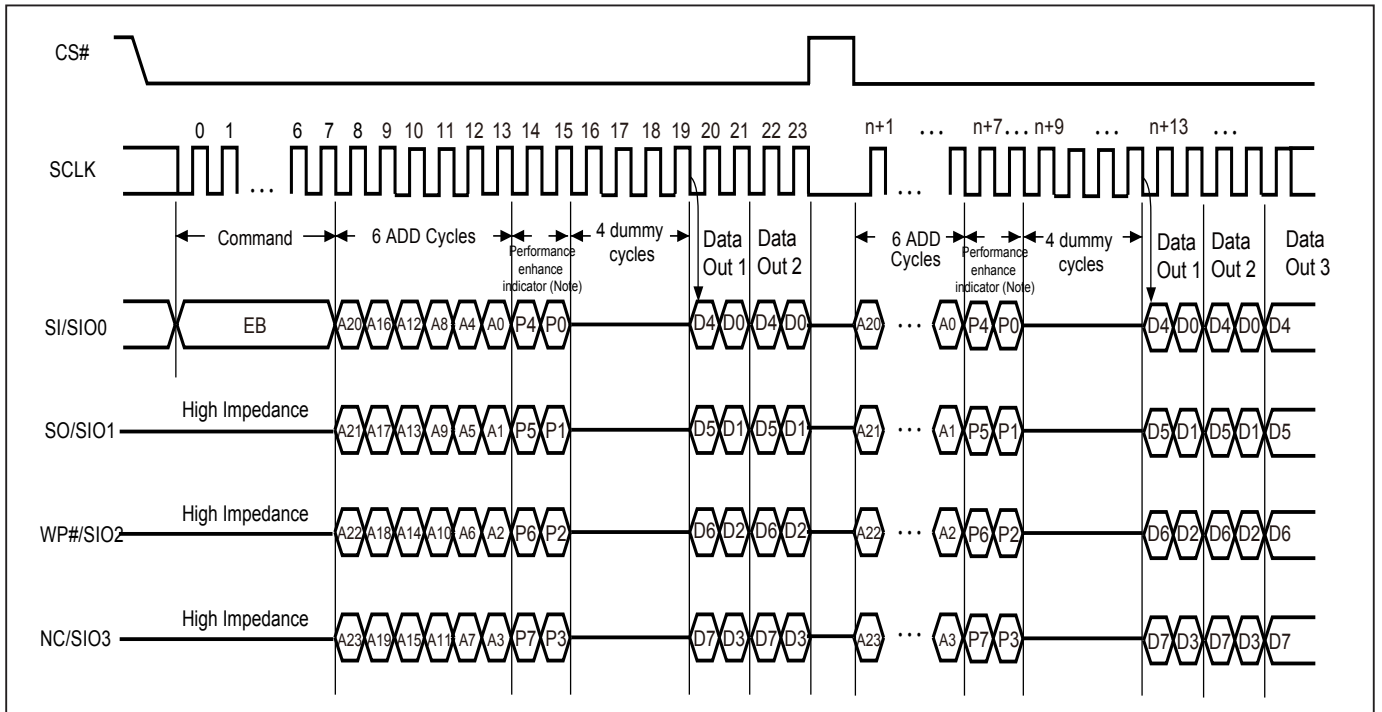 CS#
0 1 6 7 8 9 10 11 12 13 14 15 16 17 18 19 20 21 22 23 n+1 ... n+7...n+9 ... n+13 ...
SCLK
...
...
Command
6 ADD Cycles
Performance
enhance
indicator (Note)
4 dummy
cycles
Data
Out 1
Data
Out 2
6 ADD
Cycles
Performance
enhance
indicator (Note)
4 dummy
cycles
Data
Out 1
Data
Out 2
Data
Out 3
SI/SIO0
EB
A20 A16 A12 A8 A4 A0 P4 P0 D4 D0 D4 D0 A20 ... A0 P4 P0 D4 D0 D4 D0 D4
High Impedance
SO/SIO1
A21 A17 A13 A9 A5 A1 P5 P1 D5 D1 D5 D1 A21 ... A1 P5 P1 D5 D1 D5 D1 D5
High Impedance
WP#/SIO2
A22 A18 A14 A10 A6 A2 P6 P2 D6 D2 D6 D2 A22 ... A2 P6 P2 D6 D2 D6 D2 D6
High Impedance
NC/SIO3
A23 A19 A15 A11 A7 A3 P7 P3 D7 D3 D7 D3 A23 ... A3 P7 P3 D7 D3 D7 D3 D7